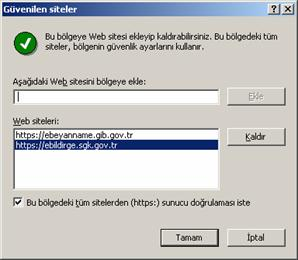 Güvenilen siteler
Bu bölgeye Web sitesi ekleyip kaldırabilirsiniz. Bu bölgedeki tüm
siteler, bölgenin güvenlik ayarlarını kullanır.
Aşağıdaki Web sitesini bölgeye ekle:
Ekle
Web siteleri:
https://ebeyanname.gib.gov.tr
https://ebildirge.sgk.gov.tr
Kaldır
Bu bölgedeki tüm sitelerden (https:) sunucu doğrulaması iste
Tamam
İptal